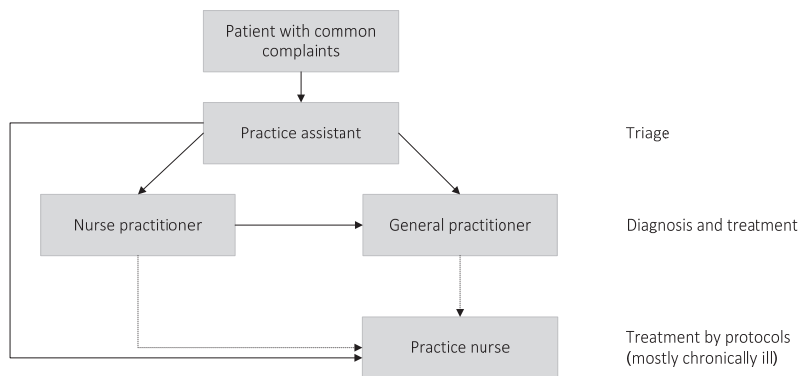 Patient with common
complaints
Practice assistant
Triage
Nurse practitioner
General practitioner
Diagnosis and treatment
Practice nurse
Treatment by protocols
(mostly chronically ill)